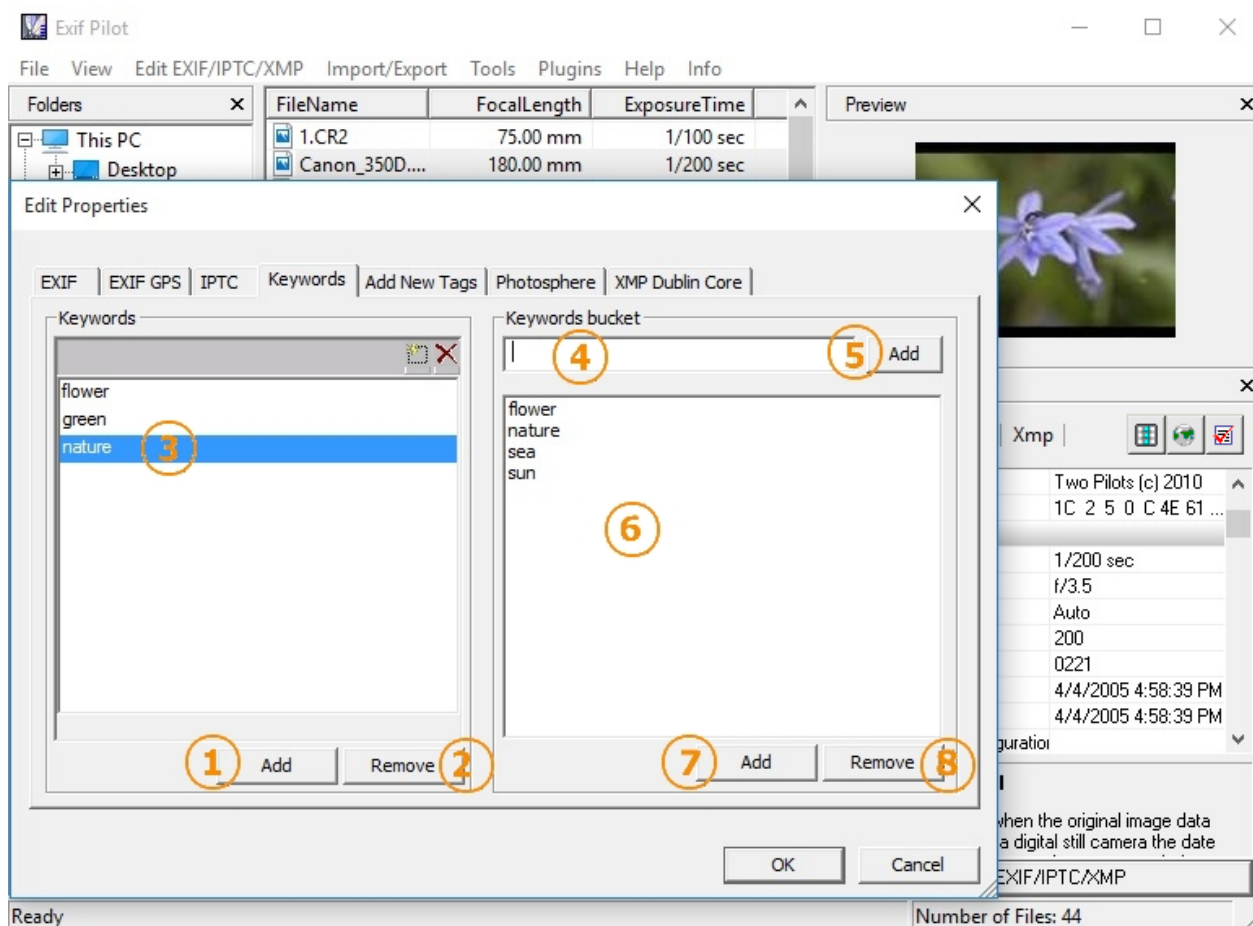 Exif Pilot
File View Edit EXIF/IPTC/XMP Import/Export Tools Plugins Help Info
Folders
FileName FocalLength ExposureTime
Preview
This PC
1.CR2 75.00 mm 1/100 sec
Desktop
Canon_350D.... 180.00 mm 1/200 sec
Edit Properties
EXIF EXIF GPS IPTC Keywords Add New Tags Photosphere XMP Dublin Core
Keywords
flower
green
nature 3
1 Add Remove 2
Keywords bucket
4 5 Add
flower
nature
sea
sun
6
7 Add Remove 8
OK Cancel
Xmp
Two Pilots (c) 2010
1C 2 5 0 C 4E 61 ...
1/200 sec
f/3.5
Auto
200
0221
4/4/2005 4:58:39 PM
4/4/2005 4:58:39 PM
when the original image data
a digital still camera the date
EXIF/IPTC/XMP
Ready
Number of Files: 44